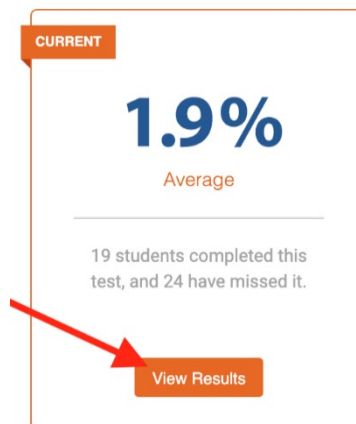 CURRENT
1.9%
Average
19 students completed this
test, and 24 have missed it.
View Results